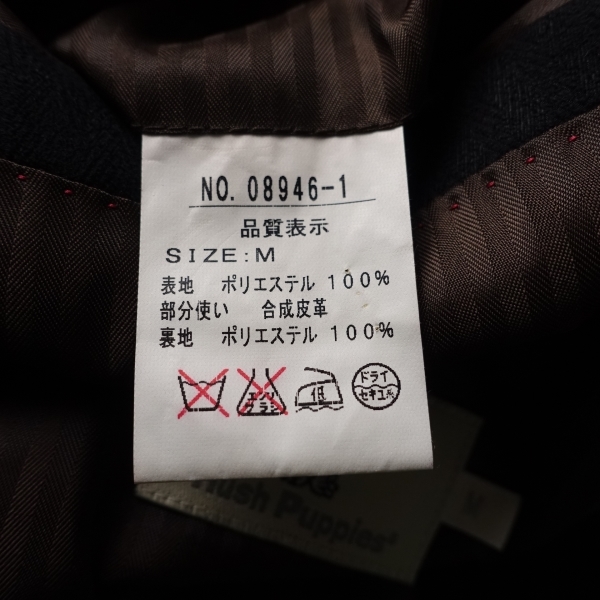 NO. 08946-1
品質表示
SIZE:M
表地 ポリエステル 100%
部分使い 合成皮革
裏地 ポリエステル 100%
エンソ
サラシ
低
ドライ
セキユ系
Hush Puppies
M